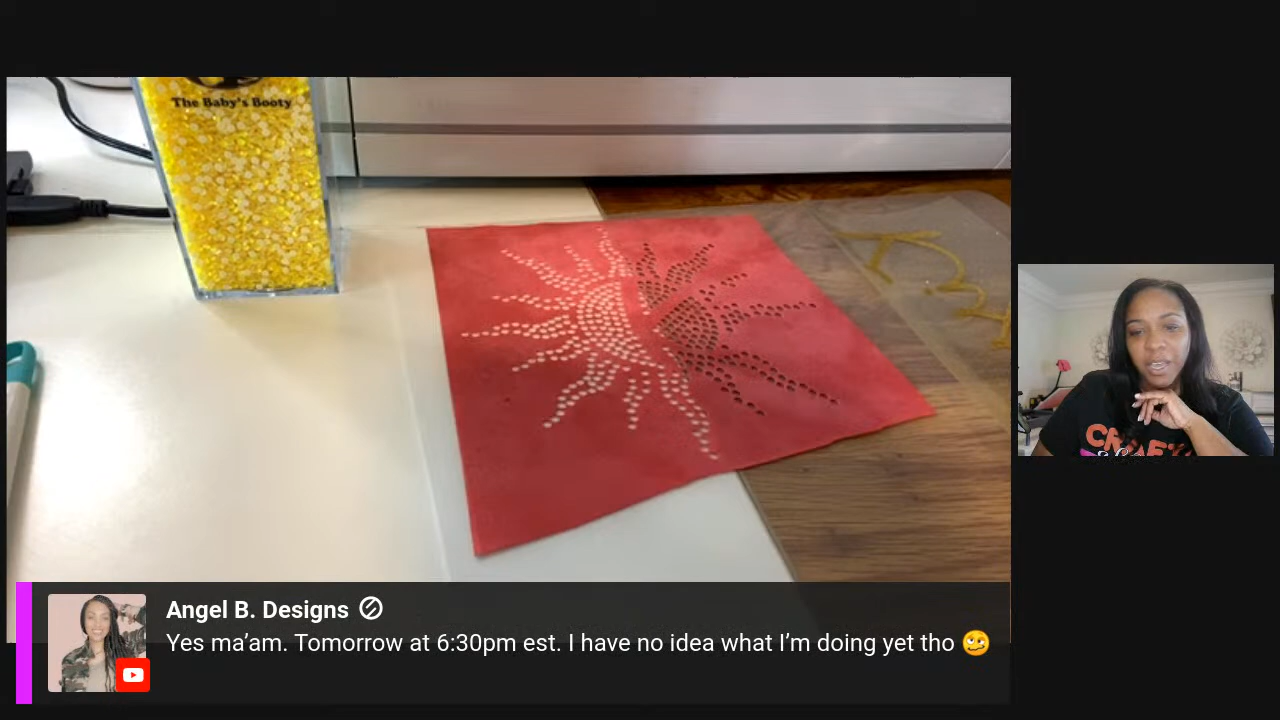 The Baby's Booty
Angel B. Designs
Yes ma’am. Tomorrow at 6:30pm est. I have no idea what I’m doing yet tho 🥴